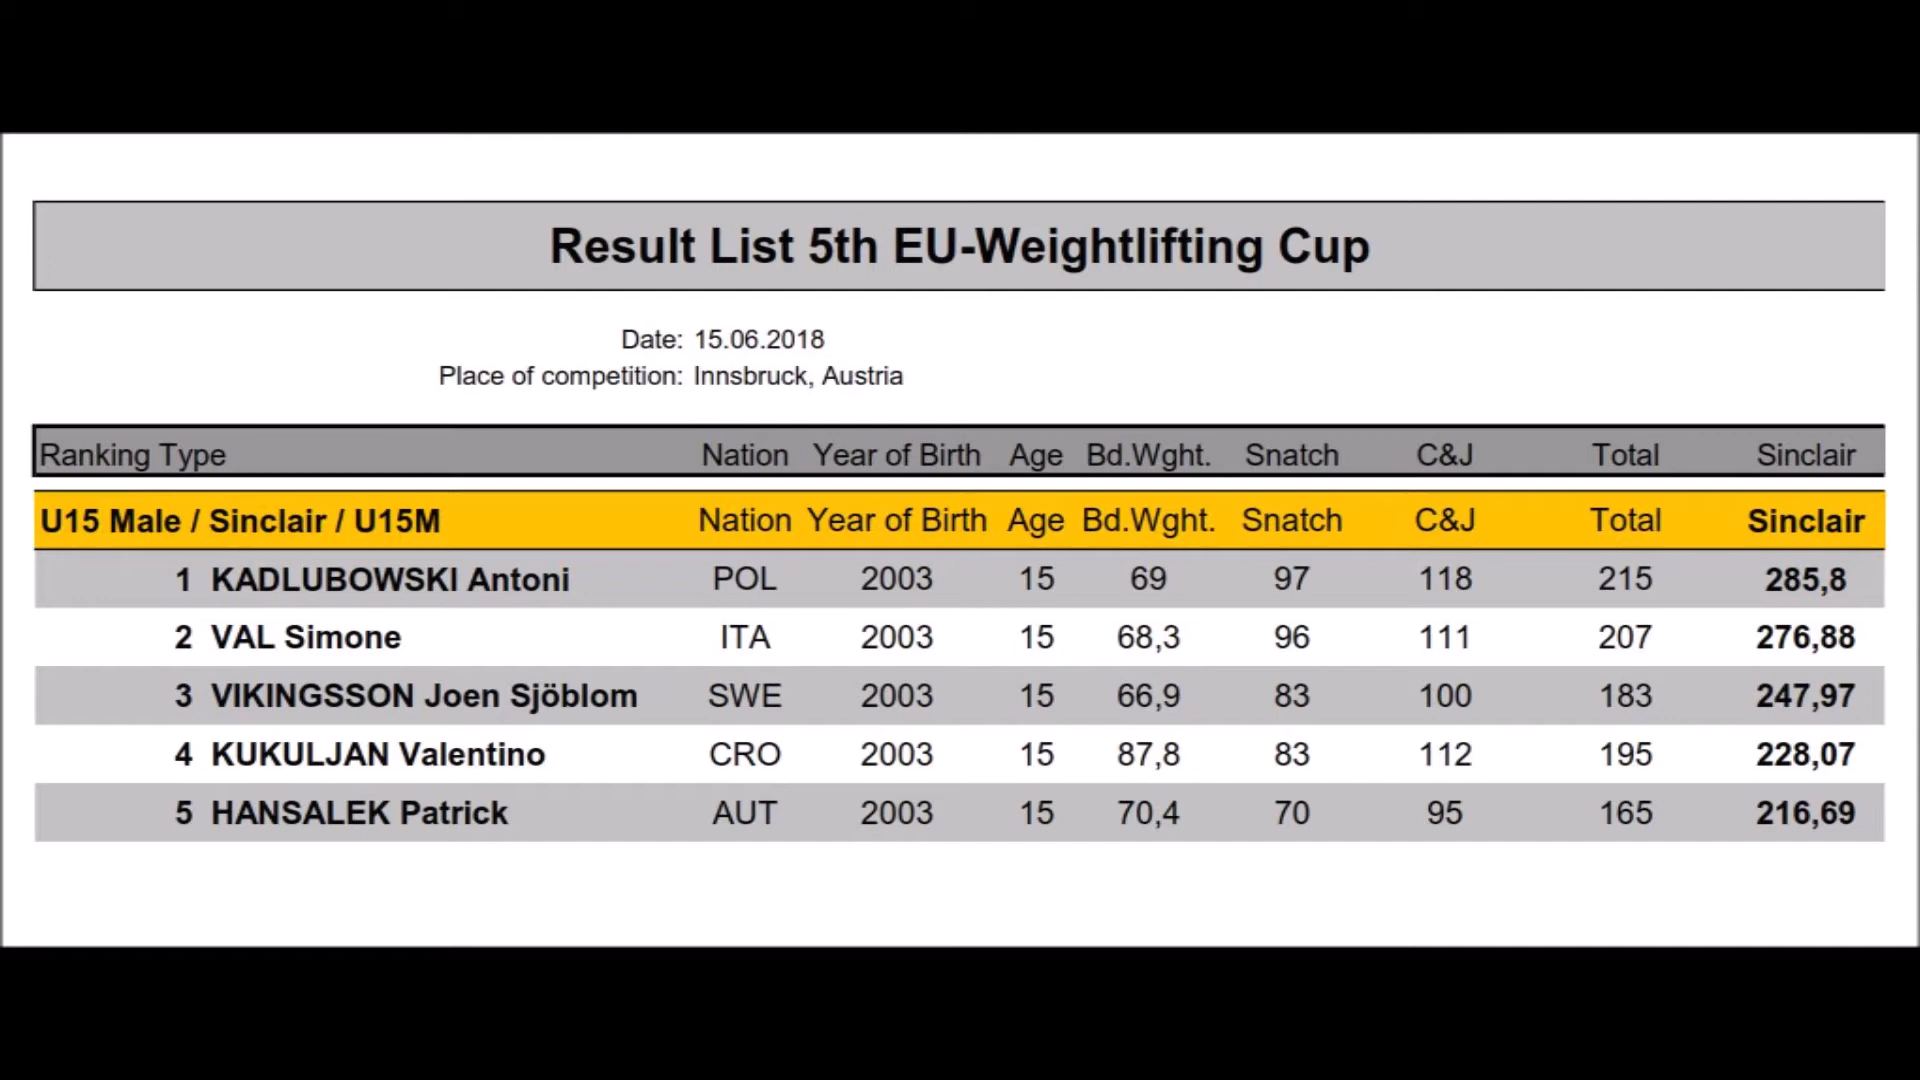 Result List 5th EU-Weightlifting Cup
Date: 15.06.2018
Place of competition: Innsbruck, Austria
Ranking Type Nation Year of Birth Age Bd.Wght. Snatch C&J Total Sinclair
U15 Male / Sinclair / U15M Nation Year of Birth Age Bd.Wght. Snatch C&J Total Sinclair
1 KADLUBOWSKI Antoni POL 2003 15 69 97 118 215 285,8
2 VAL Simone ITA 2003 15 68,3 96 111 207 276,88
3 VIKINGSSON Joen Sjöblom SWE 2003 15 66,9 83 100 183 247,97
4 KUKULJAN Valentino CRO 2003 15 87,8 83 112 195 228,07
5 HANSALEK Patrick AUT 2003 15 70,4 70 95 165 216,69